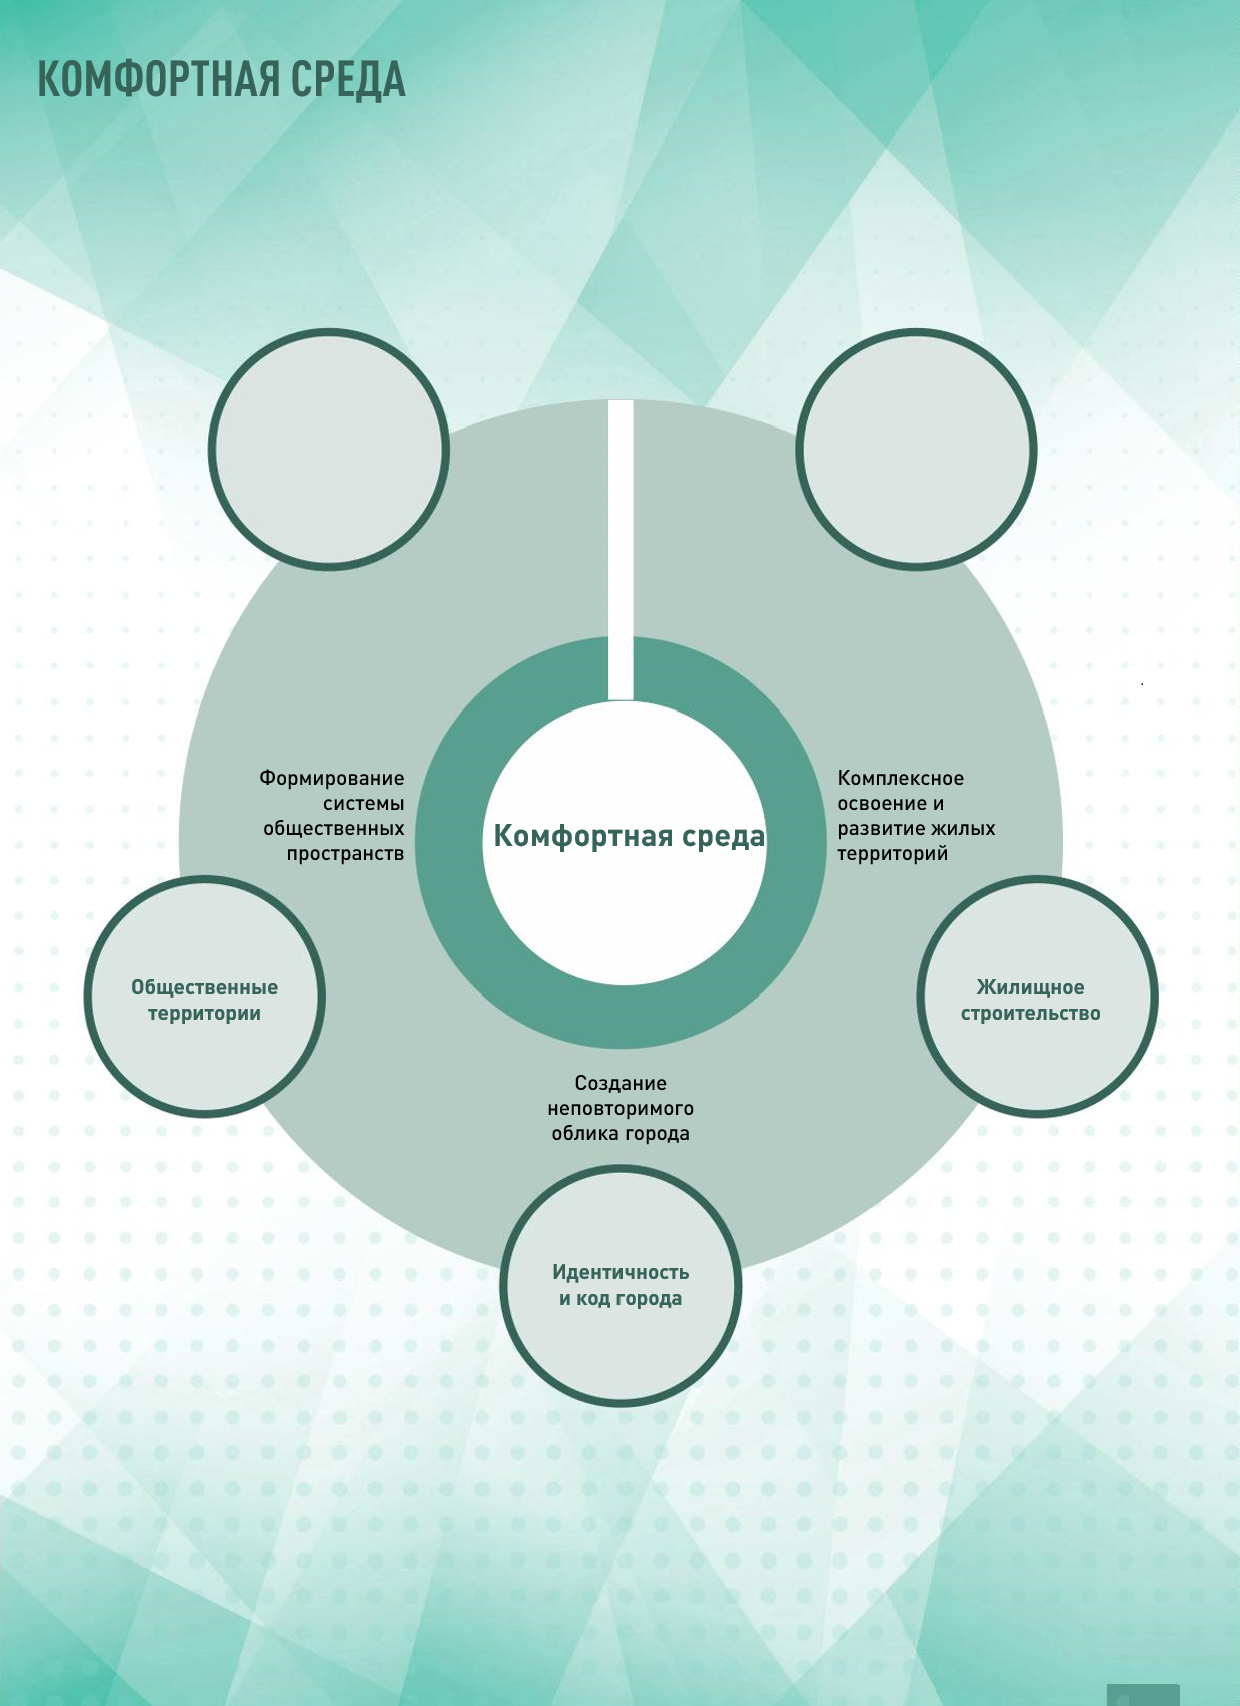 КОМФОРТНАЯ СРЕДА
Формирование
системы
общественных
пространств
Комфортная среда
Комплексное
освоение и
развитие жилых
территорий
Общественные
территории
Жилищное
строительство
Создание
неповторимого
облика города
Идентичность
и код города